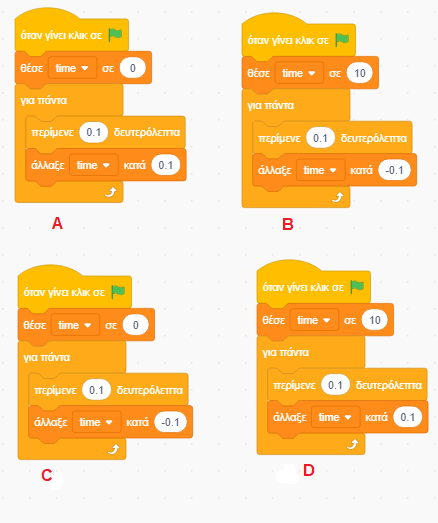 όταν γίνει κλικ σε
θέσε time σε 0
για πάντα
περίμενε 0.1 δευτερόλεπτα
άλλαξε time κατά 0.1
A
όταν γίνει κλικ σε
θέσε time σε 10
για πάντα
περίμενε 0.1 δευτερόλεπτα
άλλαξε time κατά -0.1
B
όταν γίνει κλικ σε
θέσε time σε 0
για πάντα
περίμενε 0.1 δευτερόλεπτα
άλλαξε time κατά -0.1
C
όταν γίνει κλικ σε
θέσε time σε 10
για πάντα
περίμενε 0.1 δευτερόλεπτα
άλλαξε time κατά 0.1
D